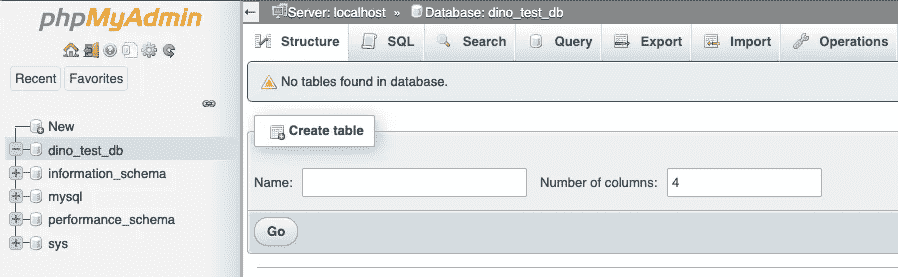 phpMyAdmin
Recent Favorites
New
dino_test_db
information_schema
mysql
performance_schema
sys
Server: localhost » Database: dino_test_db
Structure SQL Search Query Export Import Operations
No tables found in database.
Create table
Name: Number of columns: 4
Go